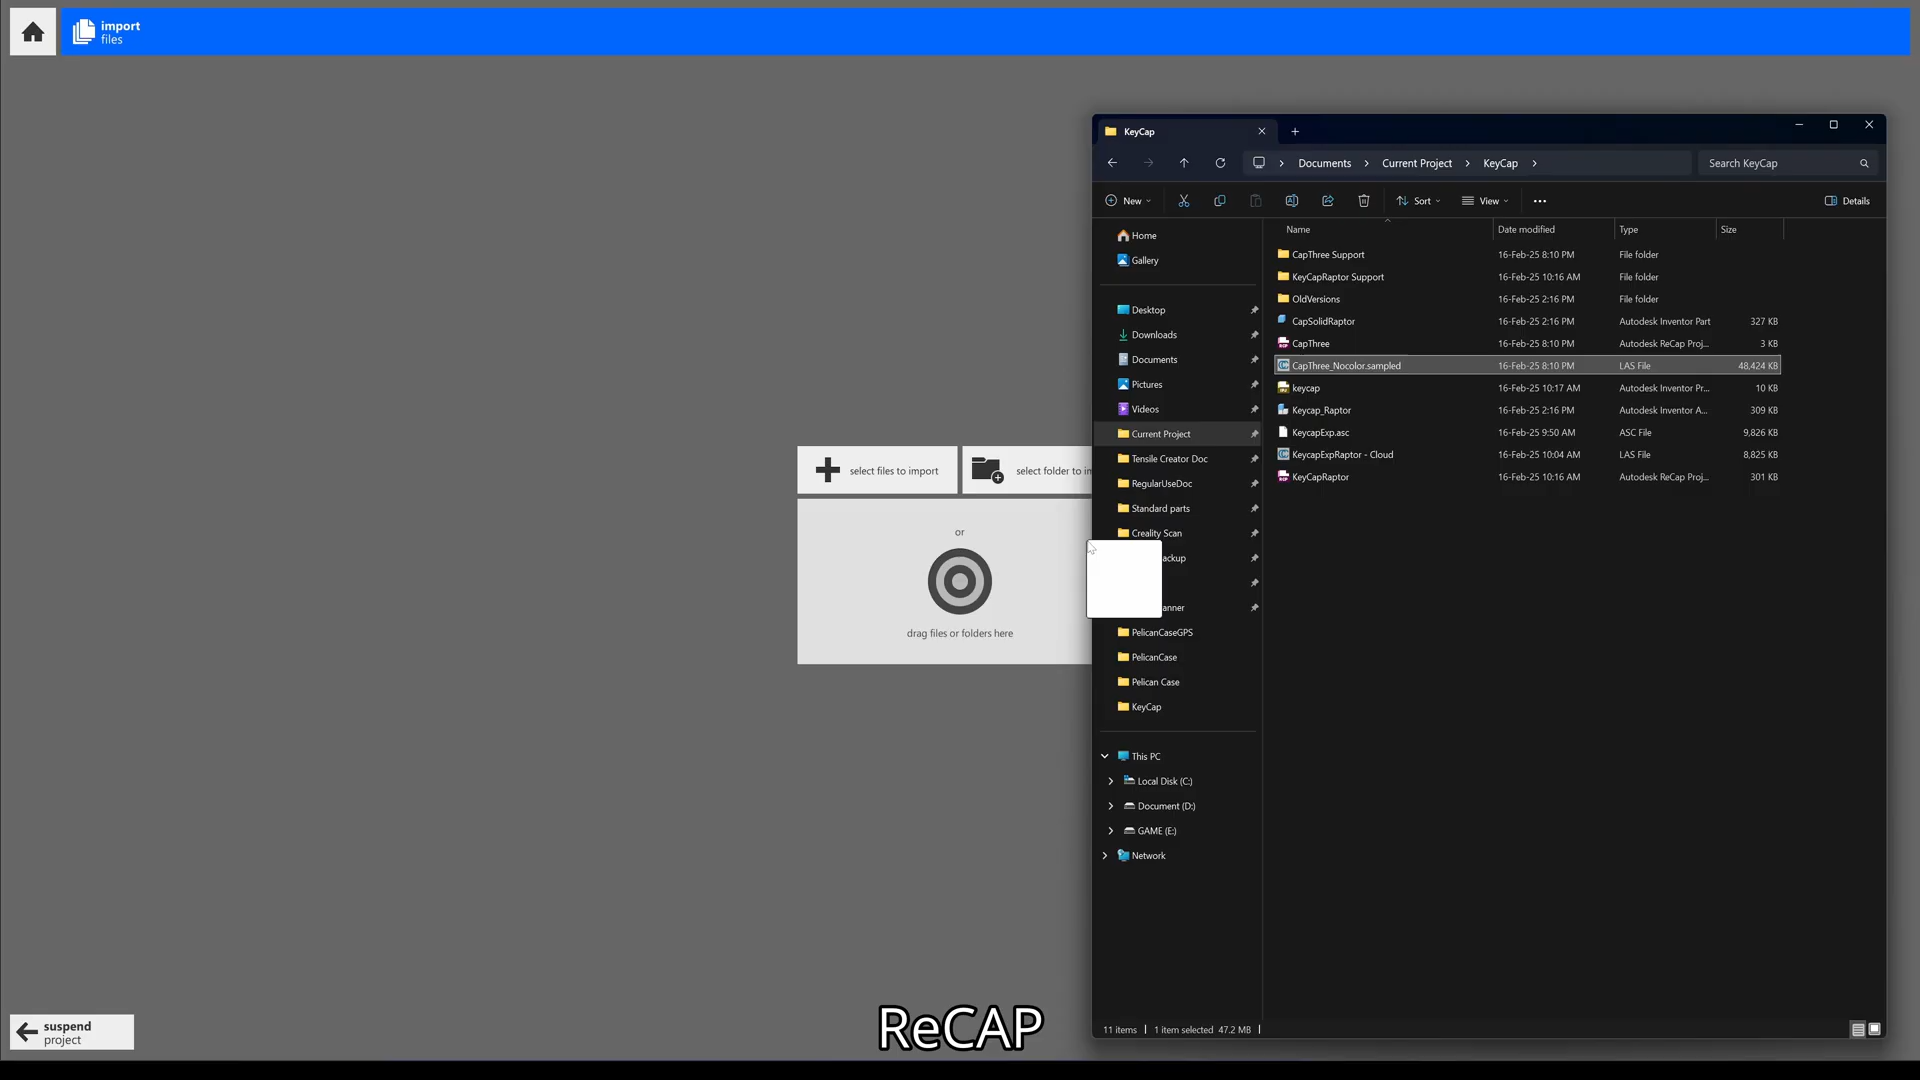 import
files
select files to import
select folder to im
or
drag files or folders here
suspend
project
ReCAP
KeyCap
Documents
Current Project
KeyCap
Search KeyCap
New
Sort
View
Details
Name Date modified Type Size
CapThree Support 16-Feb-25 8:10 PM File folder
KeyCapRaptor Support 16-Feb-25 10:16 AM File folder
OldVersions 16-Feb-25 2:16 PM File folder
CapSolidRaptor 16-Feb-25 2:16 PM Autodesk Inventor Part 327 KB
CapThree 16-Feb-25 8:10 PM Autodesk ReCap Proj... 3 KB
CapThree_Nocolor.sampled 16-Feb-25 8:10 PM LAS File 48,424 KB
keycap 16-Feb-25 10:17 AM Autodesk Inventor Pr... 10 KB
Keycap_Raptor 16-Feb-25 2:16 PM Autodesk Inventor A... 309 KB
KeycapExp.asc 16-Feb-25 9:50 AM ASC File 9,826 KB
KeycapExpRaptor - Cloud 16-Feb-25 10:04 AM LAS File 8,825 KB
KeyCapRaptor 16-Feb-25 10:16 AM Autodesk ReCap Proj... 301 KB
Home
Gallery
Desktop
Downloads
Documents
Pictures
Videos
Current Project
Tensile Creator Doc
RegularUseDoc
Standard parts
Creality Scan
ackup
anner
PelicanCaseGPS
PelicanCase
Pelican Case
KeyCap
This PC
Local Disk (C:)
Document (D:)
GAME (E:)
Network
11 items 1 item selected 47.2 MB